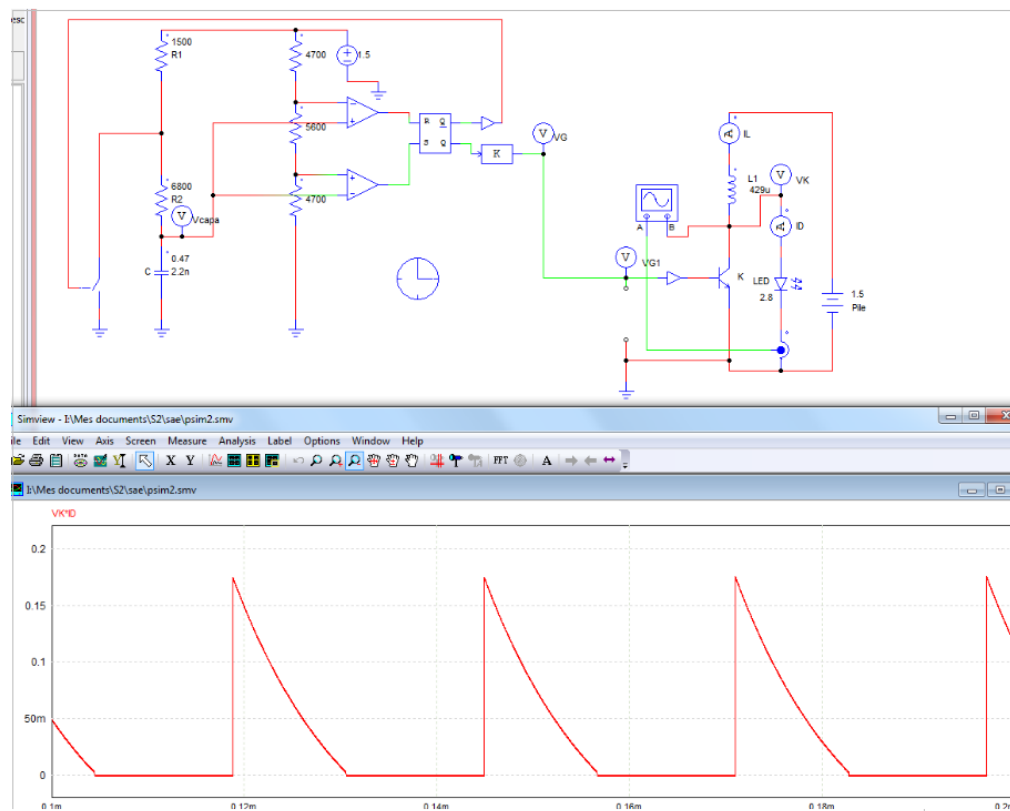 esc
1500
R1
4700
1.5
5600
R Q
S Q
K
V
VG
6800
R2
V
Vcapa
4700
0.47
C 2.2n
A
IL
L1
429u
V
VK
A
ID
A B
V
VG1
K
LED
2.8
1.5
Pile
Simview - I:\Mes documents\S2\sae\psim2.smv
ile Edit View Axis Screen Measure Analysis Label Options Window Help
X Y FFT A
I:\Mes documents\S2\sae\psim2.smv
VK*ID
0.2
0.15
0.1
50m
0
0.1m 0.12m 0.14m 0.16m 0.18m